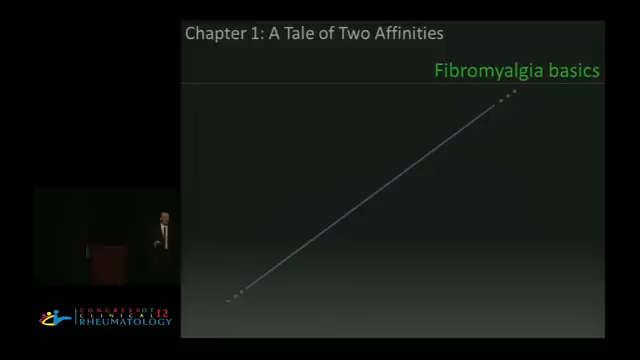 Chapter 1: A Tale of Two Affinities
Fibromyalgia basics
CONGRESS OF
CLINICAL 12
RHEUMATOLOGY